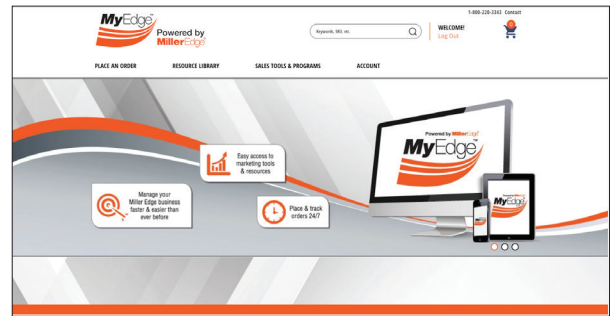 1-800-220-3343 Contact
MyEdge™
Powered by
MillerEdge®
Keywords, SKU, etc.
WELCOME!
Log Out
0
PLACE AN ORDER
RESOURCE LIBRARY
SALES TOOLS & PROGRAMS
ACCOUNT
Easy access to
marketing tools
& resources
Manage your
Miller Edge business
faster & easier than
ever before
Place & track
orders 24/7
Powered by MillerEdge
MyEdge™
MyEdge
MyEdge